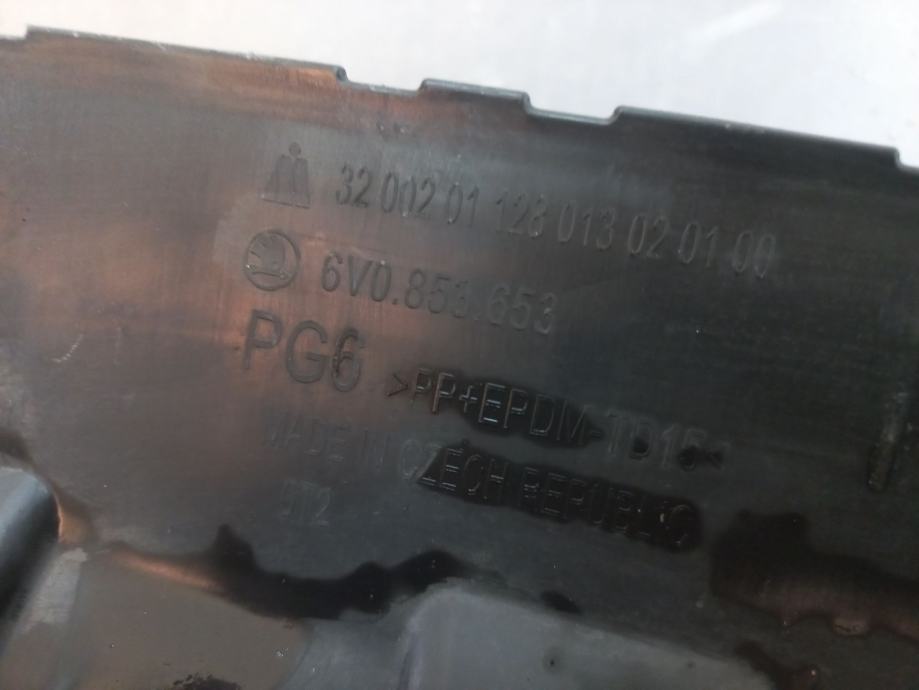 32 002 01 128 013 02 01 00
6V0.853.653
PG6 >PP+EPDM-TD15<
MADE IN CZECH REPUBLIC